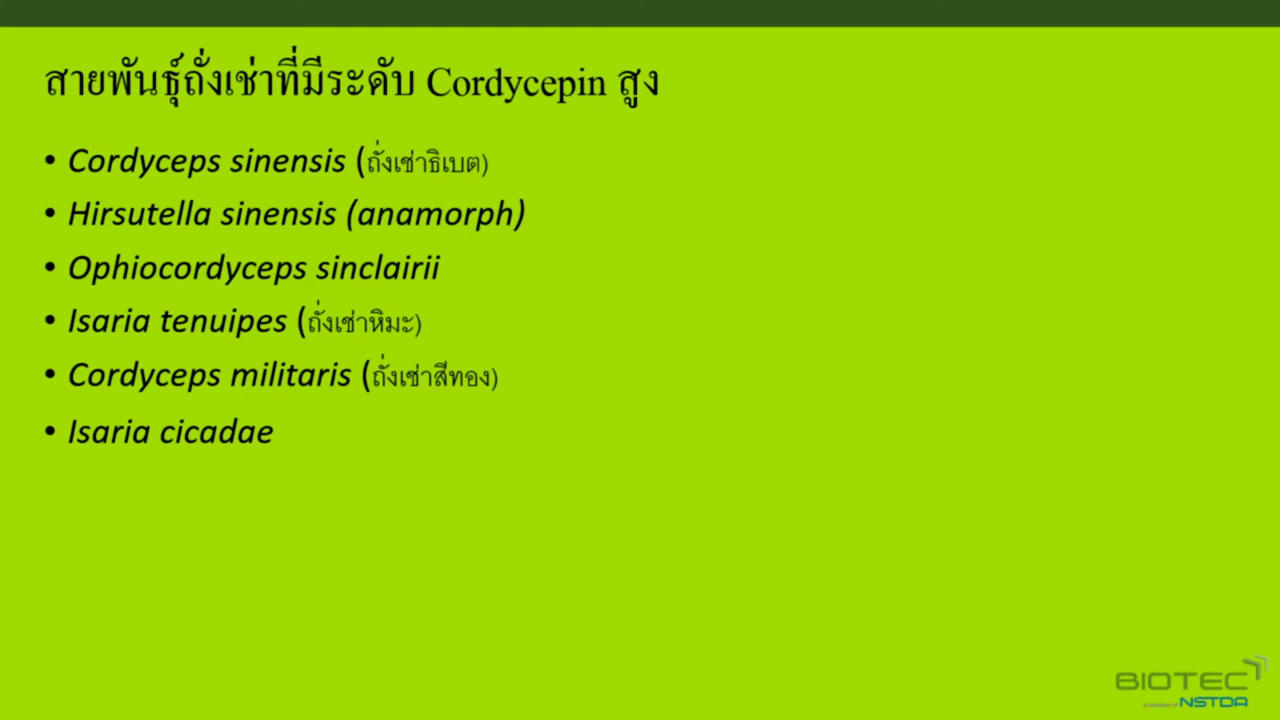 สายพันธุ์ถั่งเช่าที่มีระดับ Cordycepin สูง
• Cordyceps sinensis (ถั่งเช่าธิเบต)
• Hirsutella sinensis (anamorph)
• Ophiocordyceps sinclairii
• Isaria tenuipes (ถั่งเช่าหิมะ)
• Cordyceps militaris (ถั่งเช่าสีทอง)
• Isaria cicadae
BIOTEC
a member of NSTDA